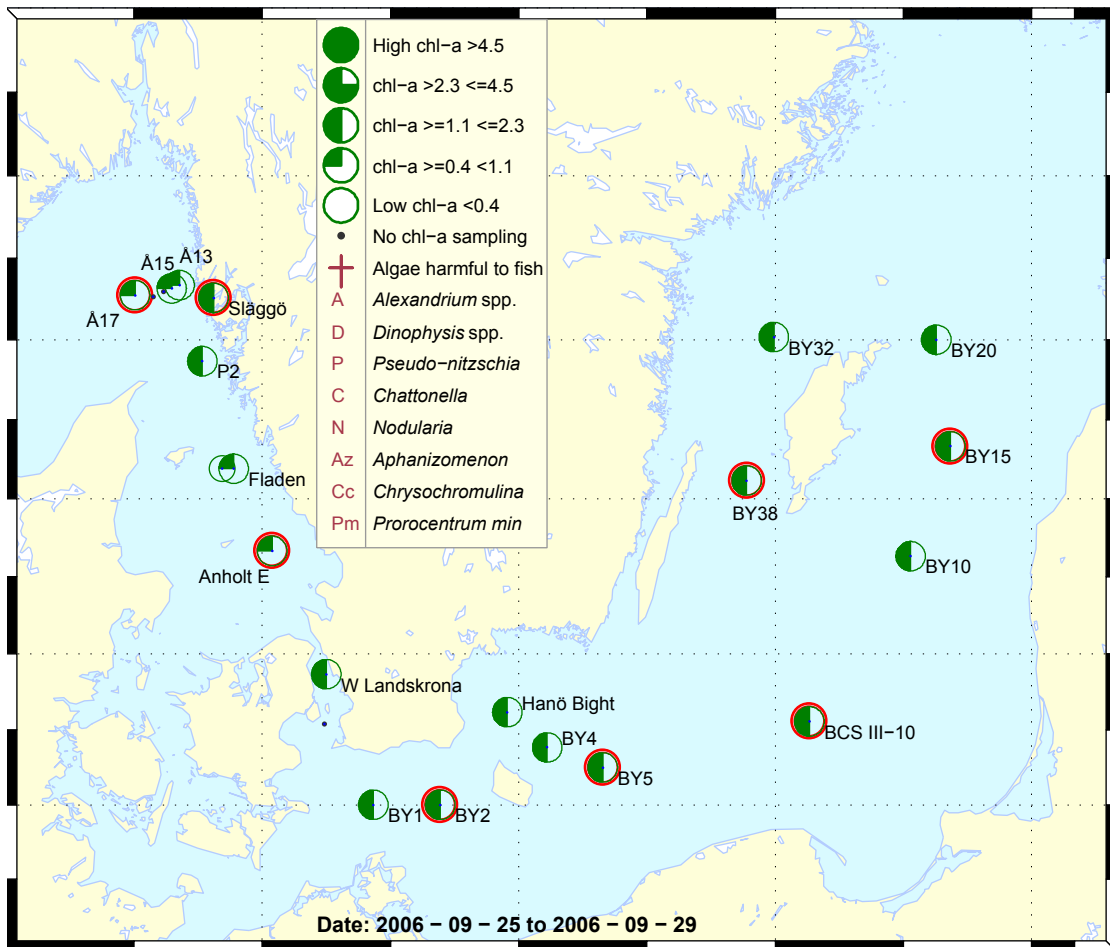 High chl−a >4.5
chl−a >2.3 <=4.5
chl−a >=1.1 <=2.3
chl−a >=0.4 <1.1
Low chl−a <0.4
No chl−a sampling
Algae harmful to fish
A Alexandrium spp.
D Dinophysis spp.
P Pseudo-nitzschia
C Chattonella
N Nodularia
Az Aphanizomenon
Cc Chrysochromulina
Pm Prorocentrum min
Å13
Å15
Å17
Släggö
P2
Fladen
Anholt E
W Landskrona
Hanö Bight
BY4
BY5
BY1
BY2
BY32
BY20
BY15
BY38
BY10
BCS III−10
Date: 2006 − 09 − 25 to 2006 − 09 − 29